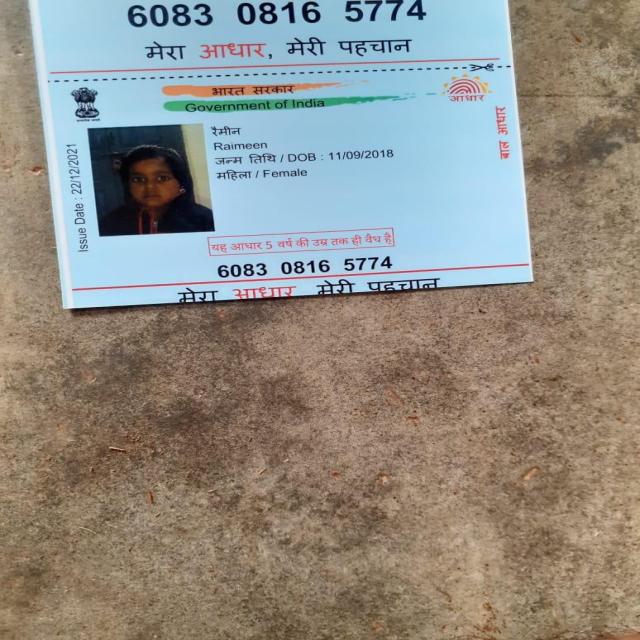 6083 0816 5774
मेरा आधार, मेरी पहचान
भारत सरकार
Government of India
आधार
बाल आधार
Issue Date : 22/12/2021
रैमीन
Raimeen
जन्म तिथि / DOB : 11/09/2018
महिला / Female
यह आधार 5 वर्ष की उम्र तक ही वैध है
6083 0816 5774
मेरा आधार, मेरी पहचान